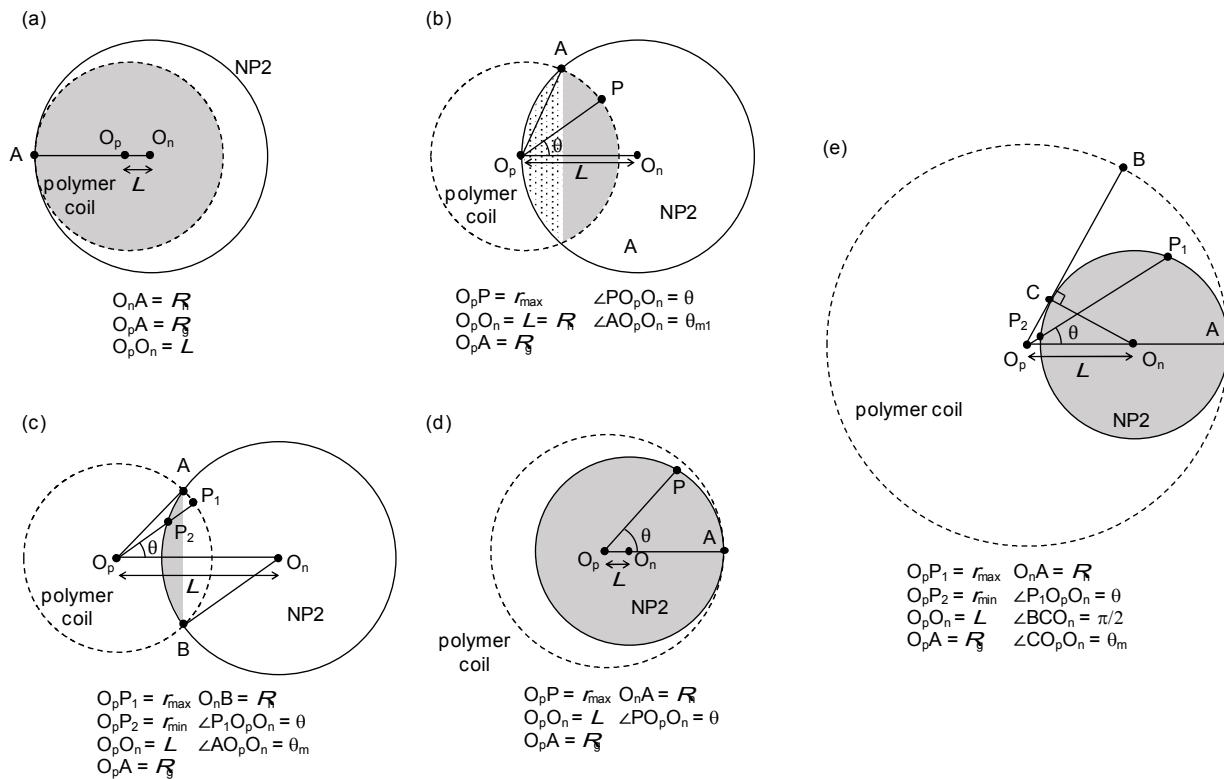 (a)
NP2
A
Op On
L
polymer
coil
OnA = Rn
OpA = Rg
OpOn = L
(b)
A
P
θ
Op
On
L
polymer
coil
NP2
A
OpP = rmax ∠POpOn = θ
OpOn = L = Rn ∠AOpOn = θm1
OpA = Rg
(c)
A
P1
P2
θ
Op
On
L
polymer
coil
NP2
B
OpP1 = rmax OnB = Rn
OpP2 = rmin ∠P1OpOn = θ
OpOn = L ∠AOpOn = θm
OpA = Rg
(d)
P
θ
A
Op
On
L
NP2
polymer
coil
OpP = rmax OnA = Rn
OpOn = L ∠POpOn = θ
OpA = Rg
(e)
B
P1
C
P2
θ
A
Op
On
L
polymer coil
NP2
OpP1 = rmax OnA = Rn
OpP2 = rmin ∠P1OpOn = θ
OpOn = L ∠BCOn = π/2
OpA = Rg ∠COpOn = θm